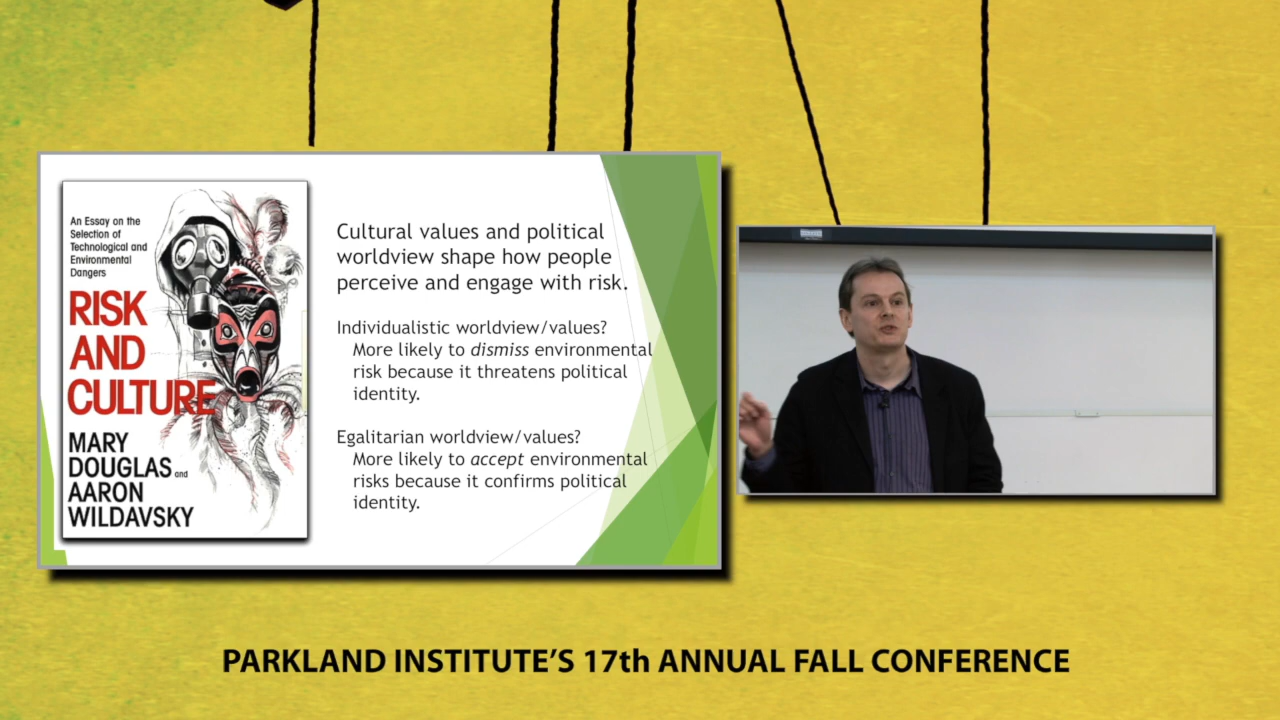 An Essay on the
Selection of
Technological and
Environmental
Dangers
RISK
AND
CULTURE
MARY
DOUGLAS and
AARON
WILDAVSKY
Cultural values and political
worldview shape how people
perceive and engage with risk.
Individualistic worldview/values?
More likely to dismiss environmental
risk because it threatens political
identity.
Egalitarian worldview/values?
More likely to accept environmental
risks because it confirms political
identity.
PARKLAND INSTITUTE'S 17th ANNUAL FALL CONFERENCE